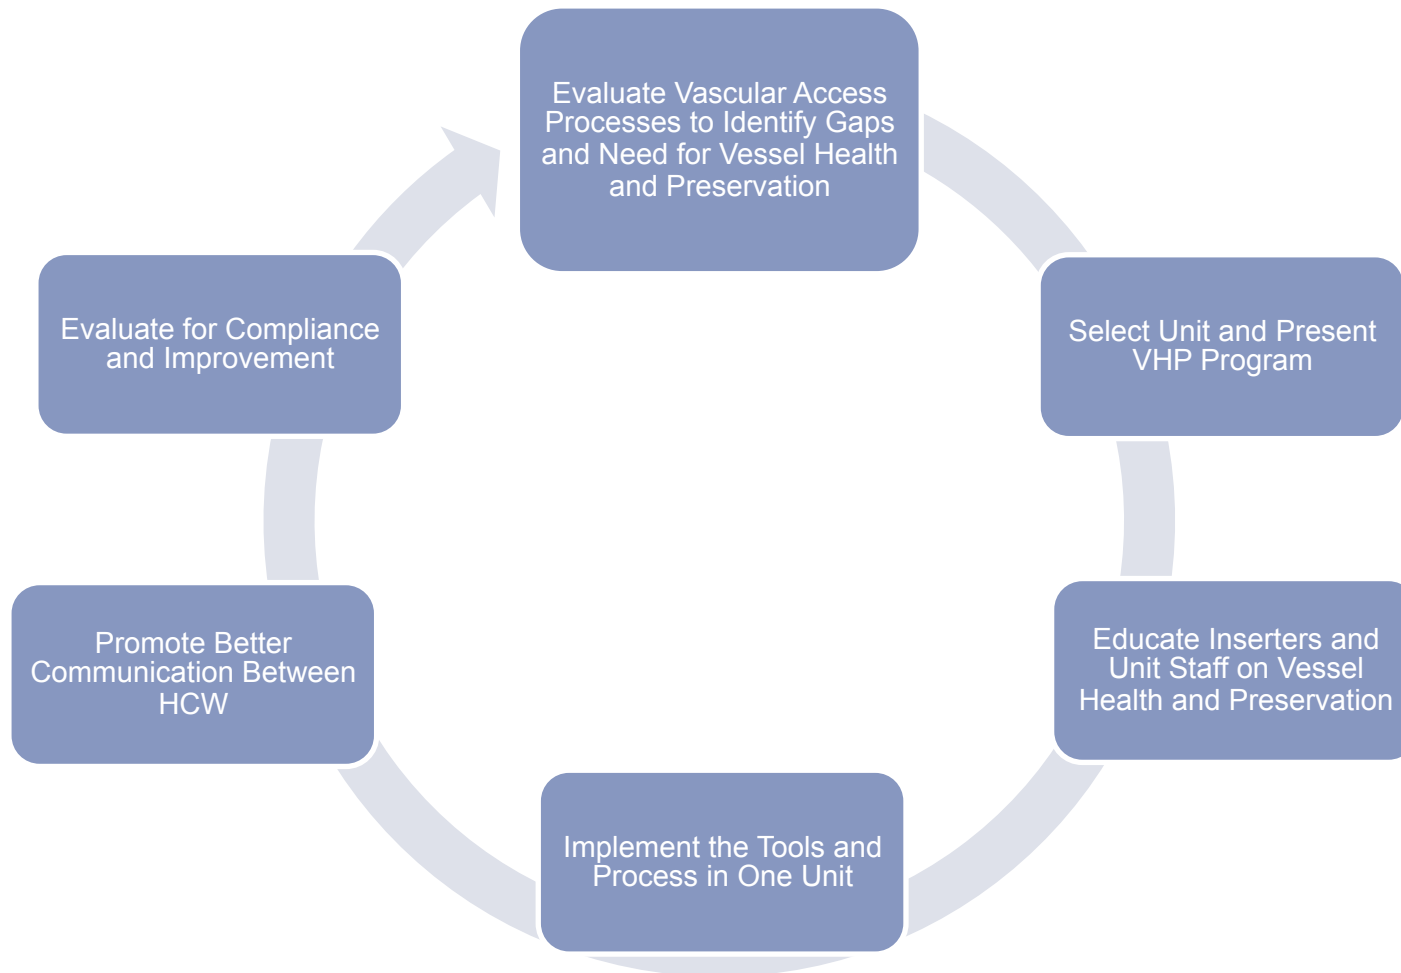 Evaluate Vascular Access
Processes to Identify Gaps
and Need for Vessel Health
and Preservation
Select Unit and Present
VHP Program
Educate Inserters and
Unit Staff on Vessel
Health and Preservation
Implement the Tools and
Process in One Unit
Promote Better
Communication Between
HCW
Evaluate for Compliance
and Improvement